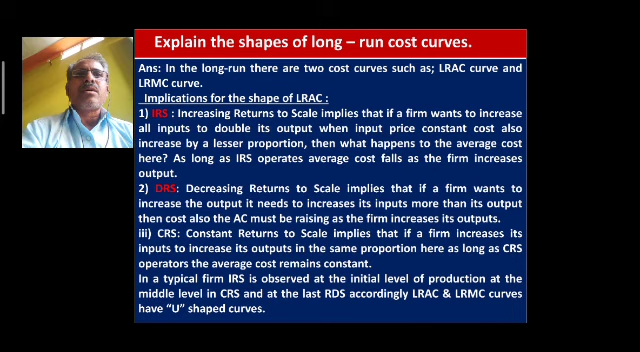 Explain the shapes of long – run cost curves.
Ans: In the long-run there are two cost curves such as; LRAC curve and
LRMC curve.
Implications for the shape of LRAC :
1) IRS : Increasing Returns to Scale implies that if a firm wants to increase
all inputs to double its output when input price constant cost also
increase by a lesser proportion, then what happens to the average cost
here? As long as IRS operates average cost falls as the firm increases
output.
2) DRS: Decreasing Returns to Scale implies that if a firm wants to
increase the output it needs to increases its inputs more than its output
then cost also the AC must be raising as the firm increases its outputs.
iii) CRS: Constant Returns to Scale implies that if a firm increases its
inputs to increase its outputs in the same proportion here as long as CRS
operators the average cost remains constant.
In a typical firm IRS is observed at the initial level of production at the
middle level in CRS and at the last RDS accordingly LRAC & LRMC curves
have "U" shaped curves.